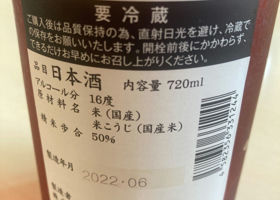 要冷蔵
ご購入後は品質保持の為、直射日光を避け、冷蔵で
の保存をお願いいたします。開栓前後にかかわらず、
できるだけお早めにお召し上がりください。
品目 日本酒 内容量 720ml
アルコール分 16度
原材料名 米(国産)
米こうじ(国産米)
精米歩合 50%
製造年月 2022.06
製造者